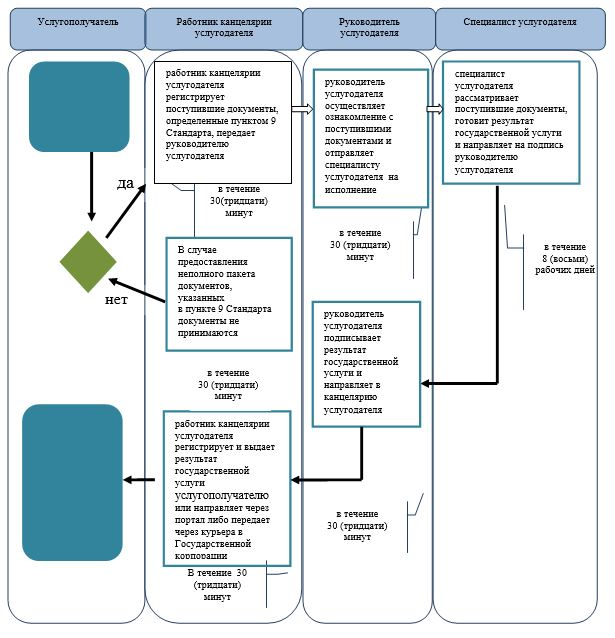 Услугополучатель
Работник канцелярии
услугодателя
Руководитель
услугодателя
Специалист услугодателя
работник канцелярии
услугодателя
регистрирует
поступившие документы,
определенные пунктом 9
Стандарта, передает
руководителю
услугодателя
руководитель
услугодателя
осуществляет
ознакомление с
поступившими
документами и
отправляет
специалисту
услугодателя на
исполнение
специалист
услугодателя
рассматривает
поступившие документы,
готовит результат
государственной услуги
и направляет на подпись
руководителю
услугодателя
да
в течение
30(тридцати)
минут
в течение
30 (тридцати)
минут
в течение
8 (восьми)
рабочих дней
В случае
предоставления
неполного пакета
документов,
указанных
в пункте 9 Стандарта
документы не
принимаются
нет
руководитель
услугодателя
подписывает
результат
государственной
услуги и
направляет в
канцелярию
услугодателя
в течение
30 (тридцати)
минут
работник канцелярии
услугодателя
регистрирует и выдает
результат
государственной
услуги
услугополучателю
или направляет через
портал либо передает
через курьера в
Государственной
корпорации
в течение
30 (тридцати)
минут
В течение 30
(тридцати)
минут